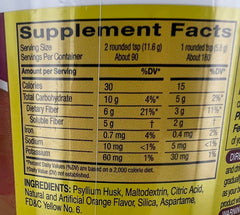 Supplement Facts
Serving Size 2 rounded tsp (11.6 g) 1 rounded tsp (5.8 g)
Servings Per Container About 90 About 180
Amount per Serving %DV* %DV*
Calories 30 15
Total Carbohydrate 10 g 4%* 5 g 2%*
Dietary Fiber 6 g 21%* 3 g 11%*
Soluble Fiber 5 g † 2 g †
Iron 0.7 mg 4% 0.4 mg 2%
Sodium 10 mg <1% 5 mg <1%
Potassium 60 mg 1% 30 mg 1%
*Percent Daily Values (DV) are based on a 2,000 calorie diet.
INGREDIENTS: Psyllium Husk, Maltodextrin, Citric Acid,
Natural and Artificial Orange Flavor, Silica, Aspartame,
FD&C Yellow No. 6.